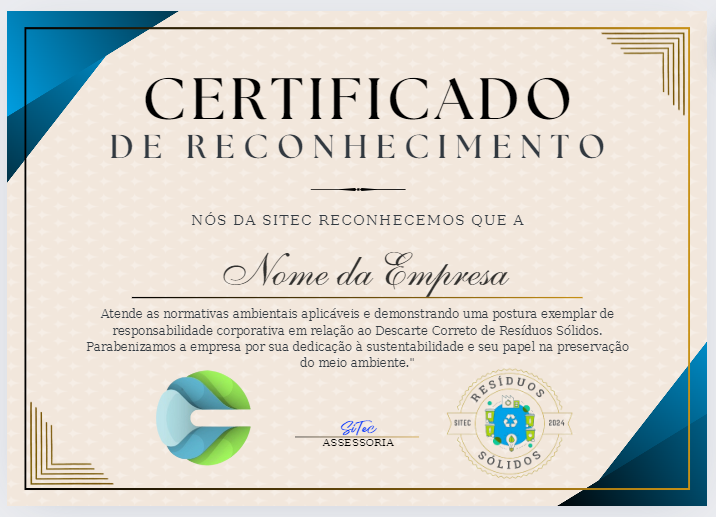 CERTIFICADO
DE RECONHECIMENTO
NÓS DA SITEC RECONHECEMOS QUE A
Nome da Empresa
Atende as normativas ambientais aplicáveis e demonstrando uma postura exemplar de
responsabilidade corporativa em relação ao Descarte Correto de Resíduos Sólidos.
Parabenizamos a empresa por sua dedicação à sustentabilidade e seu papel na preservação
do meio ambiente."
SiTec
ASSESSORIA
RESÍDUOS
SITEC
2024
SÓLIDOS